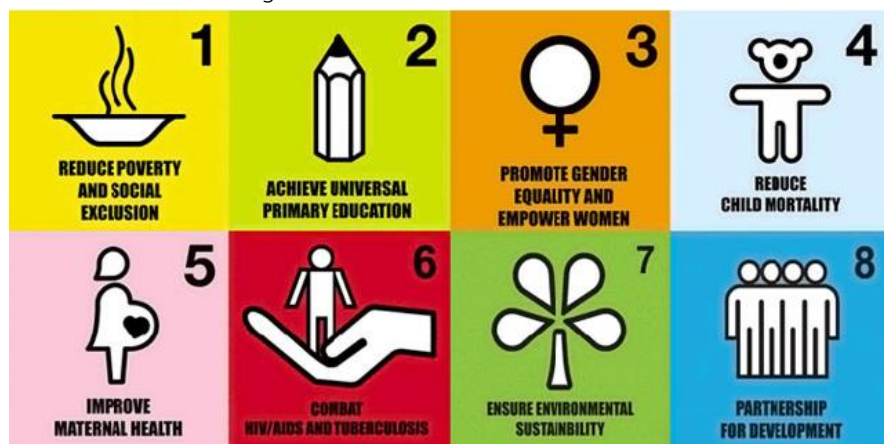 1
REDUCE POVERTY
AND SOCIAL
EXCLUSION
2
ACHIEVE UNIVERSAL
PRIMARY EDUCATION
3
PROMOTE GENDER
EQUALITY AND
EMPOWER WOMEN
4
REDUCE
CHILD MORTALITY
5
IMPROVE
MATERNAL HEALTH
6
COMBAT
HIV/AIDS AND TUBERCULOSIS
7
ENSURE ENVIRONMENTAL
SUSTAINBILITY
8
PARTNERSHIP
FOR DEVELOPMENT